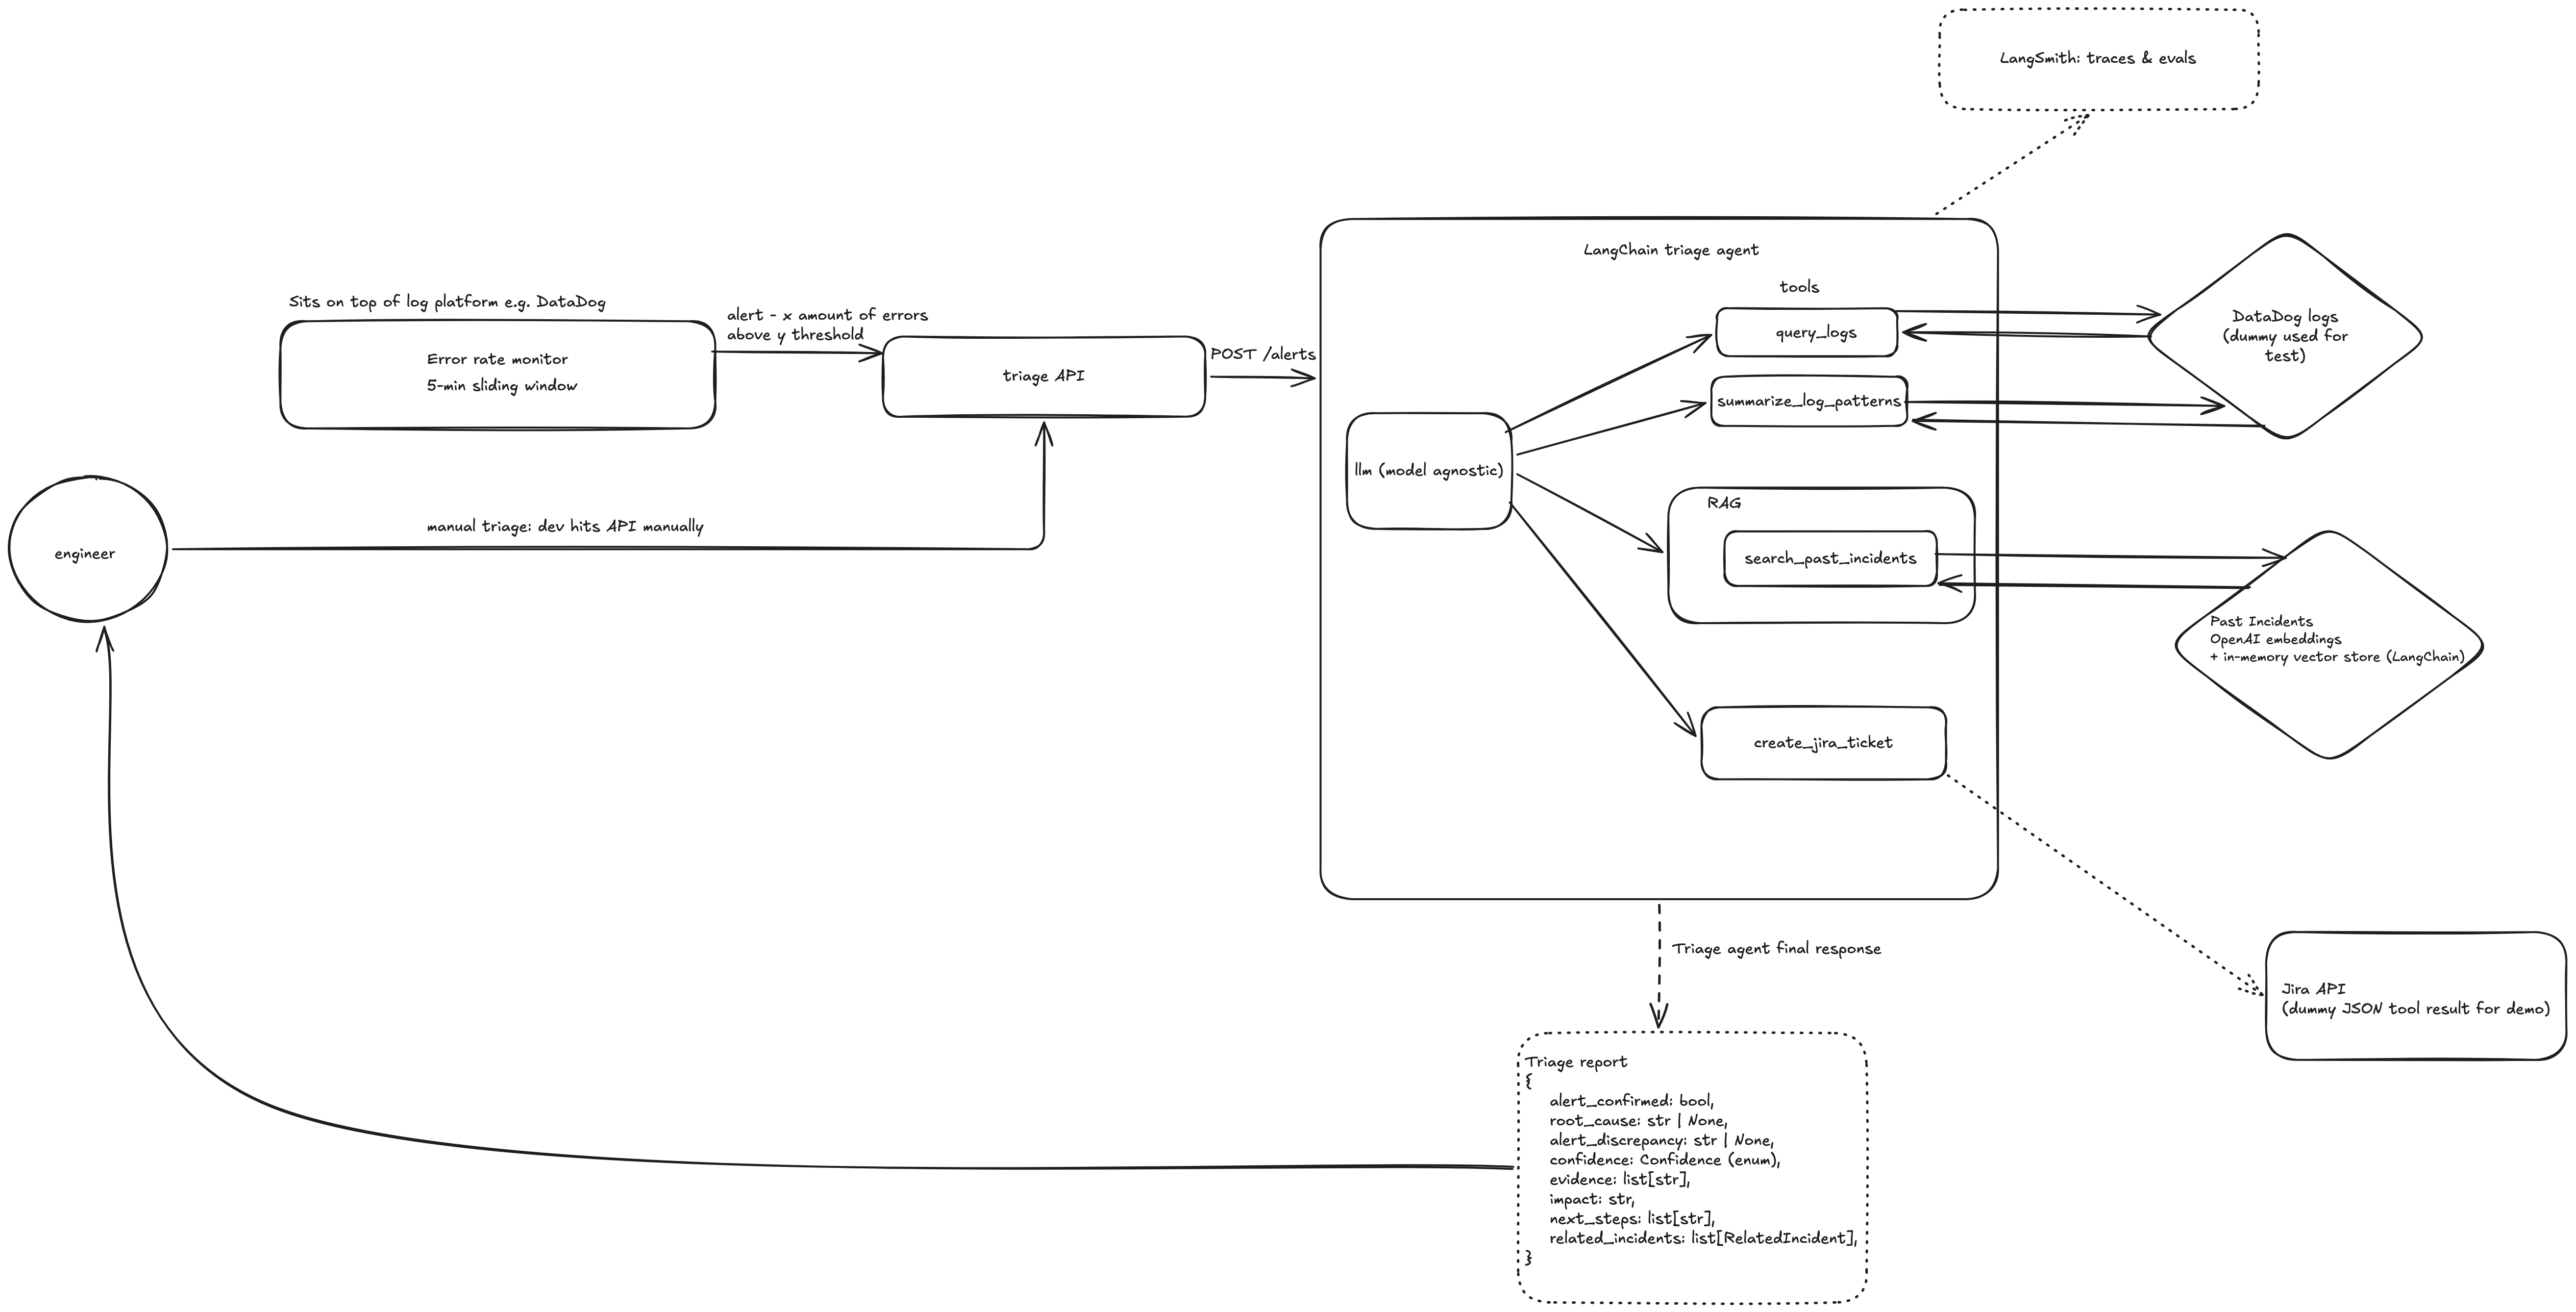 LangSmith: traces & evals
LangChain triage agent
tools
Sits on top of log platform e.g. DataDog
Error rate monitor
5-min sliding window
alert - x amount of errors
above y threshold
triage API
POST /alerts
query_logs
DataDog logs
(dummy used for
test)
summarize_log_patterns
llm (model agnostic)
RAG
search_past_incidents
engineer
manual triage: dev hits API manually
Past Incidents
OpenAI embeddings
+ in-memory vector store (LangChain)
create_jira_ticket
Triage agent final response
Jira API
(dummy JSON tool result for demo)
Triage report
{
alert_confirmed: bool,
root_cause: str | None,
alert_discrepancy: str | None,
confidence: Confidence (enum),
evidence: list[str],
impact: str,
next_steps: list[str],
related_incidents: list[RelatedIncident],
}